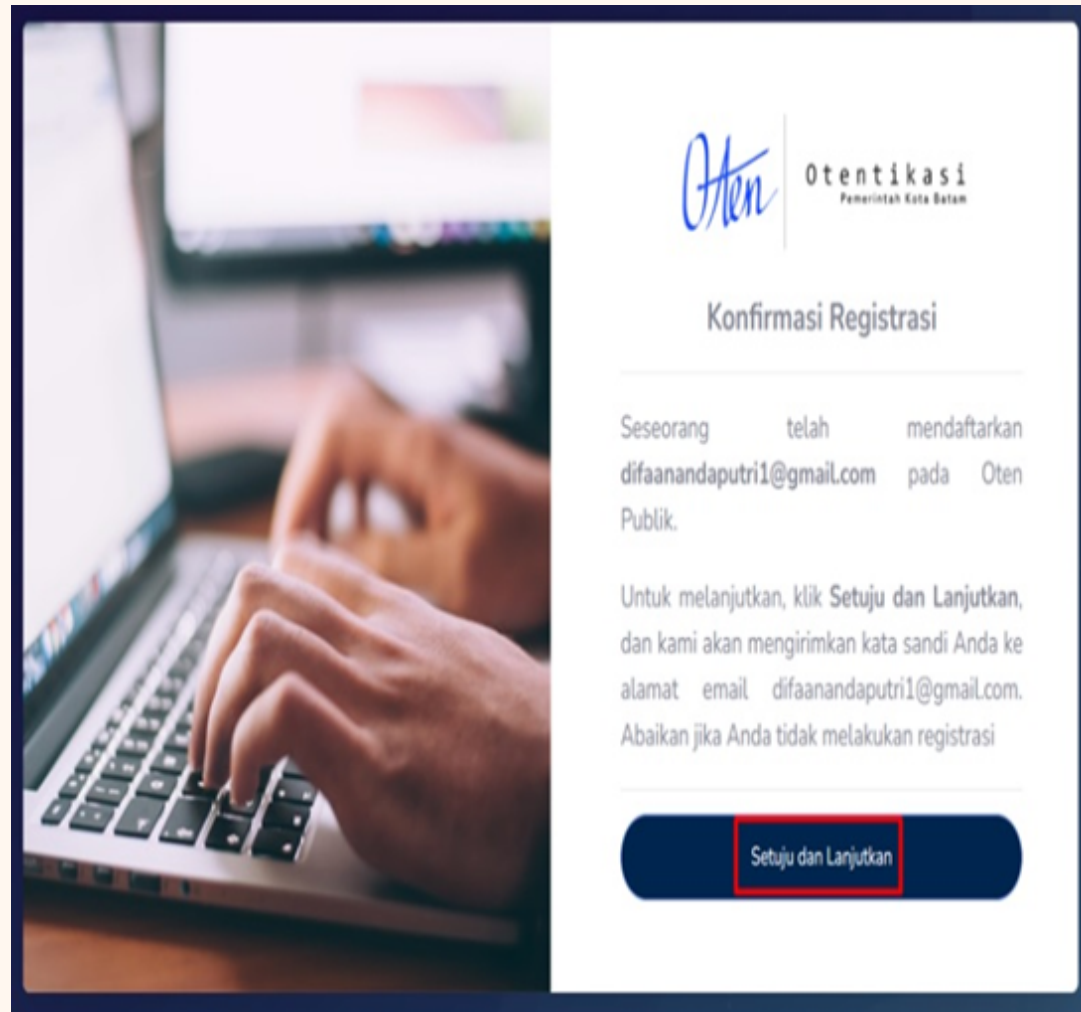 Oten
Otentikasi
Pemerintah Kota Batam
Konfirmasi Registrasi
Seseorang telah mendaftarkan
difaanandaputri1@gmail.com pada Oten
Publik.
Untuk melanjutkan, klik Setuju dan Lanjutkan,
dan kami akan mengirimkan kata sandi Anda ke
alamat email difaanandaputri1@gmail.com.
Abaikan jika Anda tidak melakukan registrasi
Setuju dan Lanjutkan